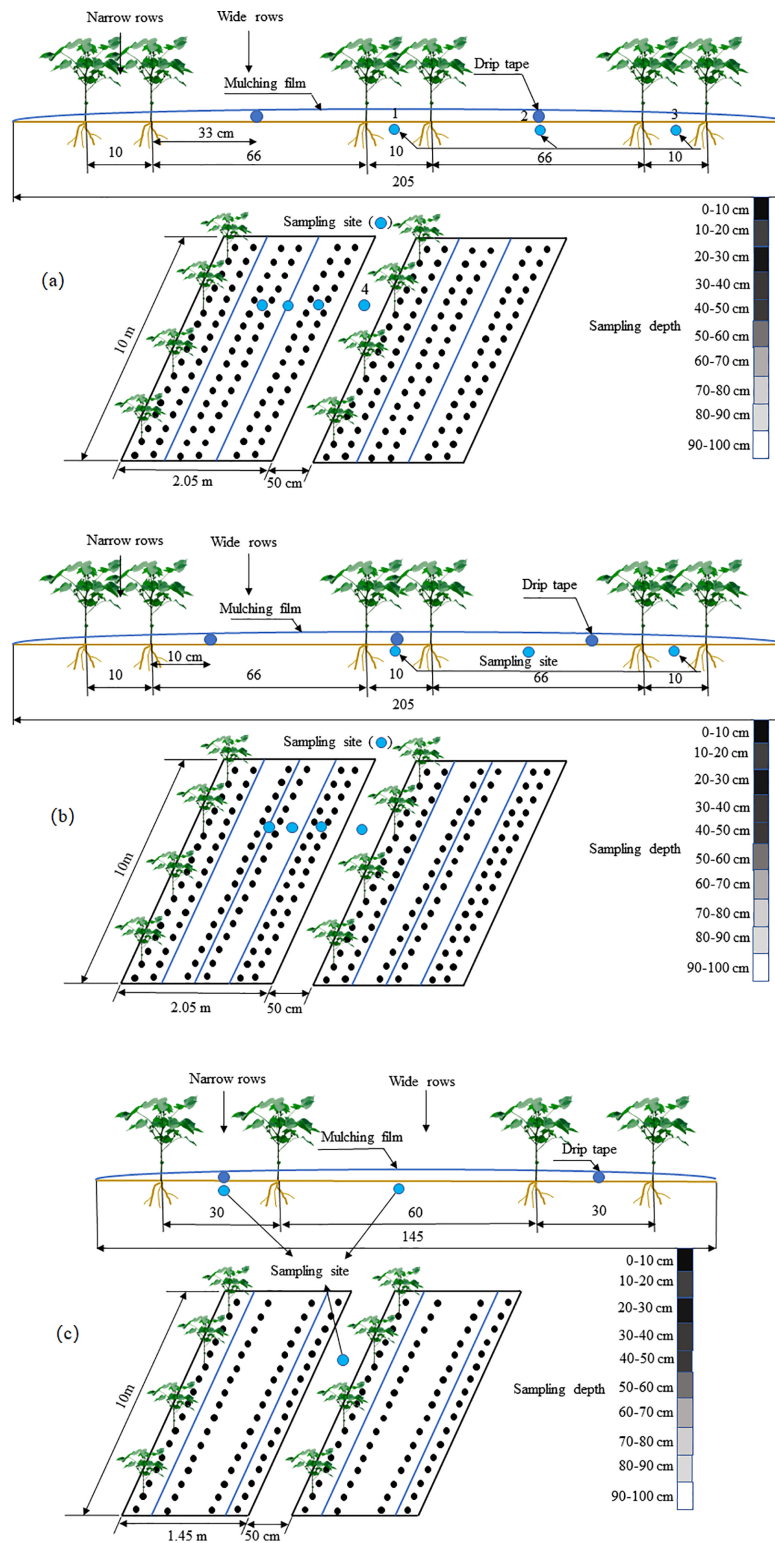 Narrow rows
Wide rows
Mulching film
Drip tape
1
2
3
33 cm
10
66
10
66
10
205
Sampling site ( )
(a)
4
10 m
2.05 m
50 cm
Sampling depth
0-10 cm
10-20 cm
20-30 cm
30-40 cm
40-50 cm
50-60 cm
60-70 cm
70-80 cm
80-90 cm
90-100 cm
Narrow rows
Wide rows
Mulching film
Drip tape
10 cm
Sampling site
10
66
10
66
10
205
Sampling site ( )
(b)
10m
2.05 m
50 cm
Sampling depth
0-10 cm
10-20 cm
20-30 cm
30-40 cm
40-50 cm
50-60 cm
60-70 cm
70-80 cm
80-90 cm
90-100 cm
Narrow rows
Wide rows
Mulching film
Drip tape
30
60
30
145
Sampling site
(c)
10m
1.45 m
50 cm
Sampling depth
0-10 cm
10-20 cm
20-30 cm
30-40 cm
40-50 cm
50-60 cm
60-70 cm
70-80 cm
80-90 cm
90-100 cm